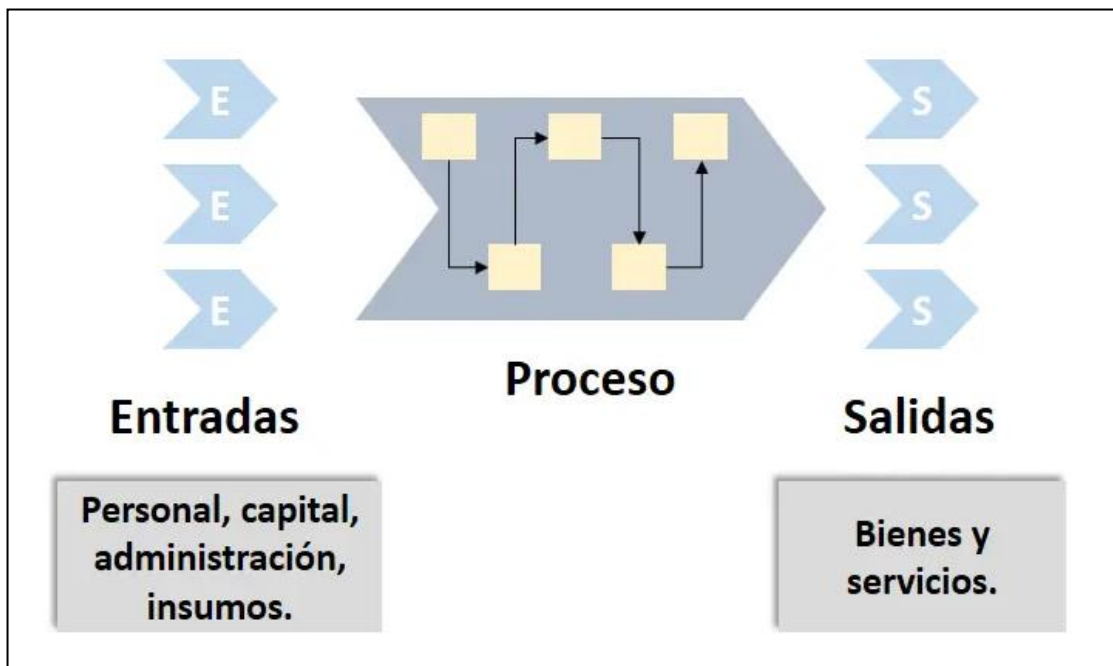 E
E
E
S
S
S
Proceso
Entradas
Salidas
Personal, capital,
administración,
insumos.
Bienes y
servicios.